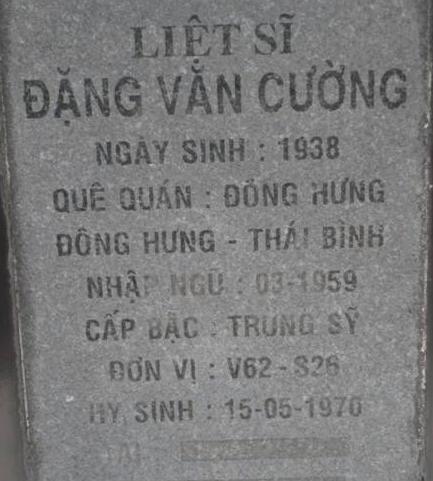 LIỆT SĨ
ĐẶNG VĂN CƯỜNG
NGÀY SINH : 1938
QUÊ QUÁN : ĐÔNG HƯNG
ĐÔNG HƯNG - THÁI BÌNH
NHẬP NGŨ : 03-1959
CẤP BẬC : TRUNG SỸ
ĐƠN VỊ : V62 - S26
HY SINH : 15-05-1970
TẠI :